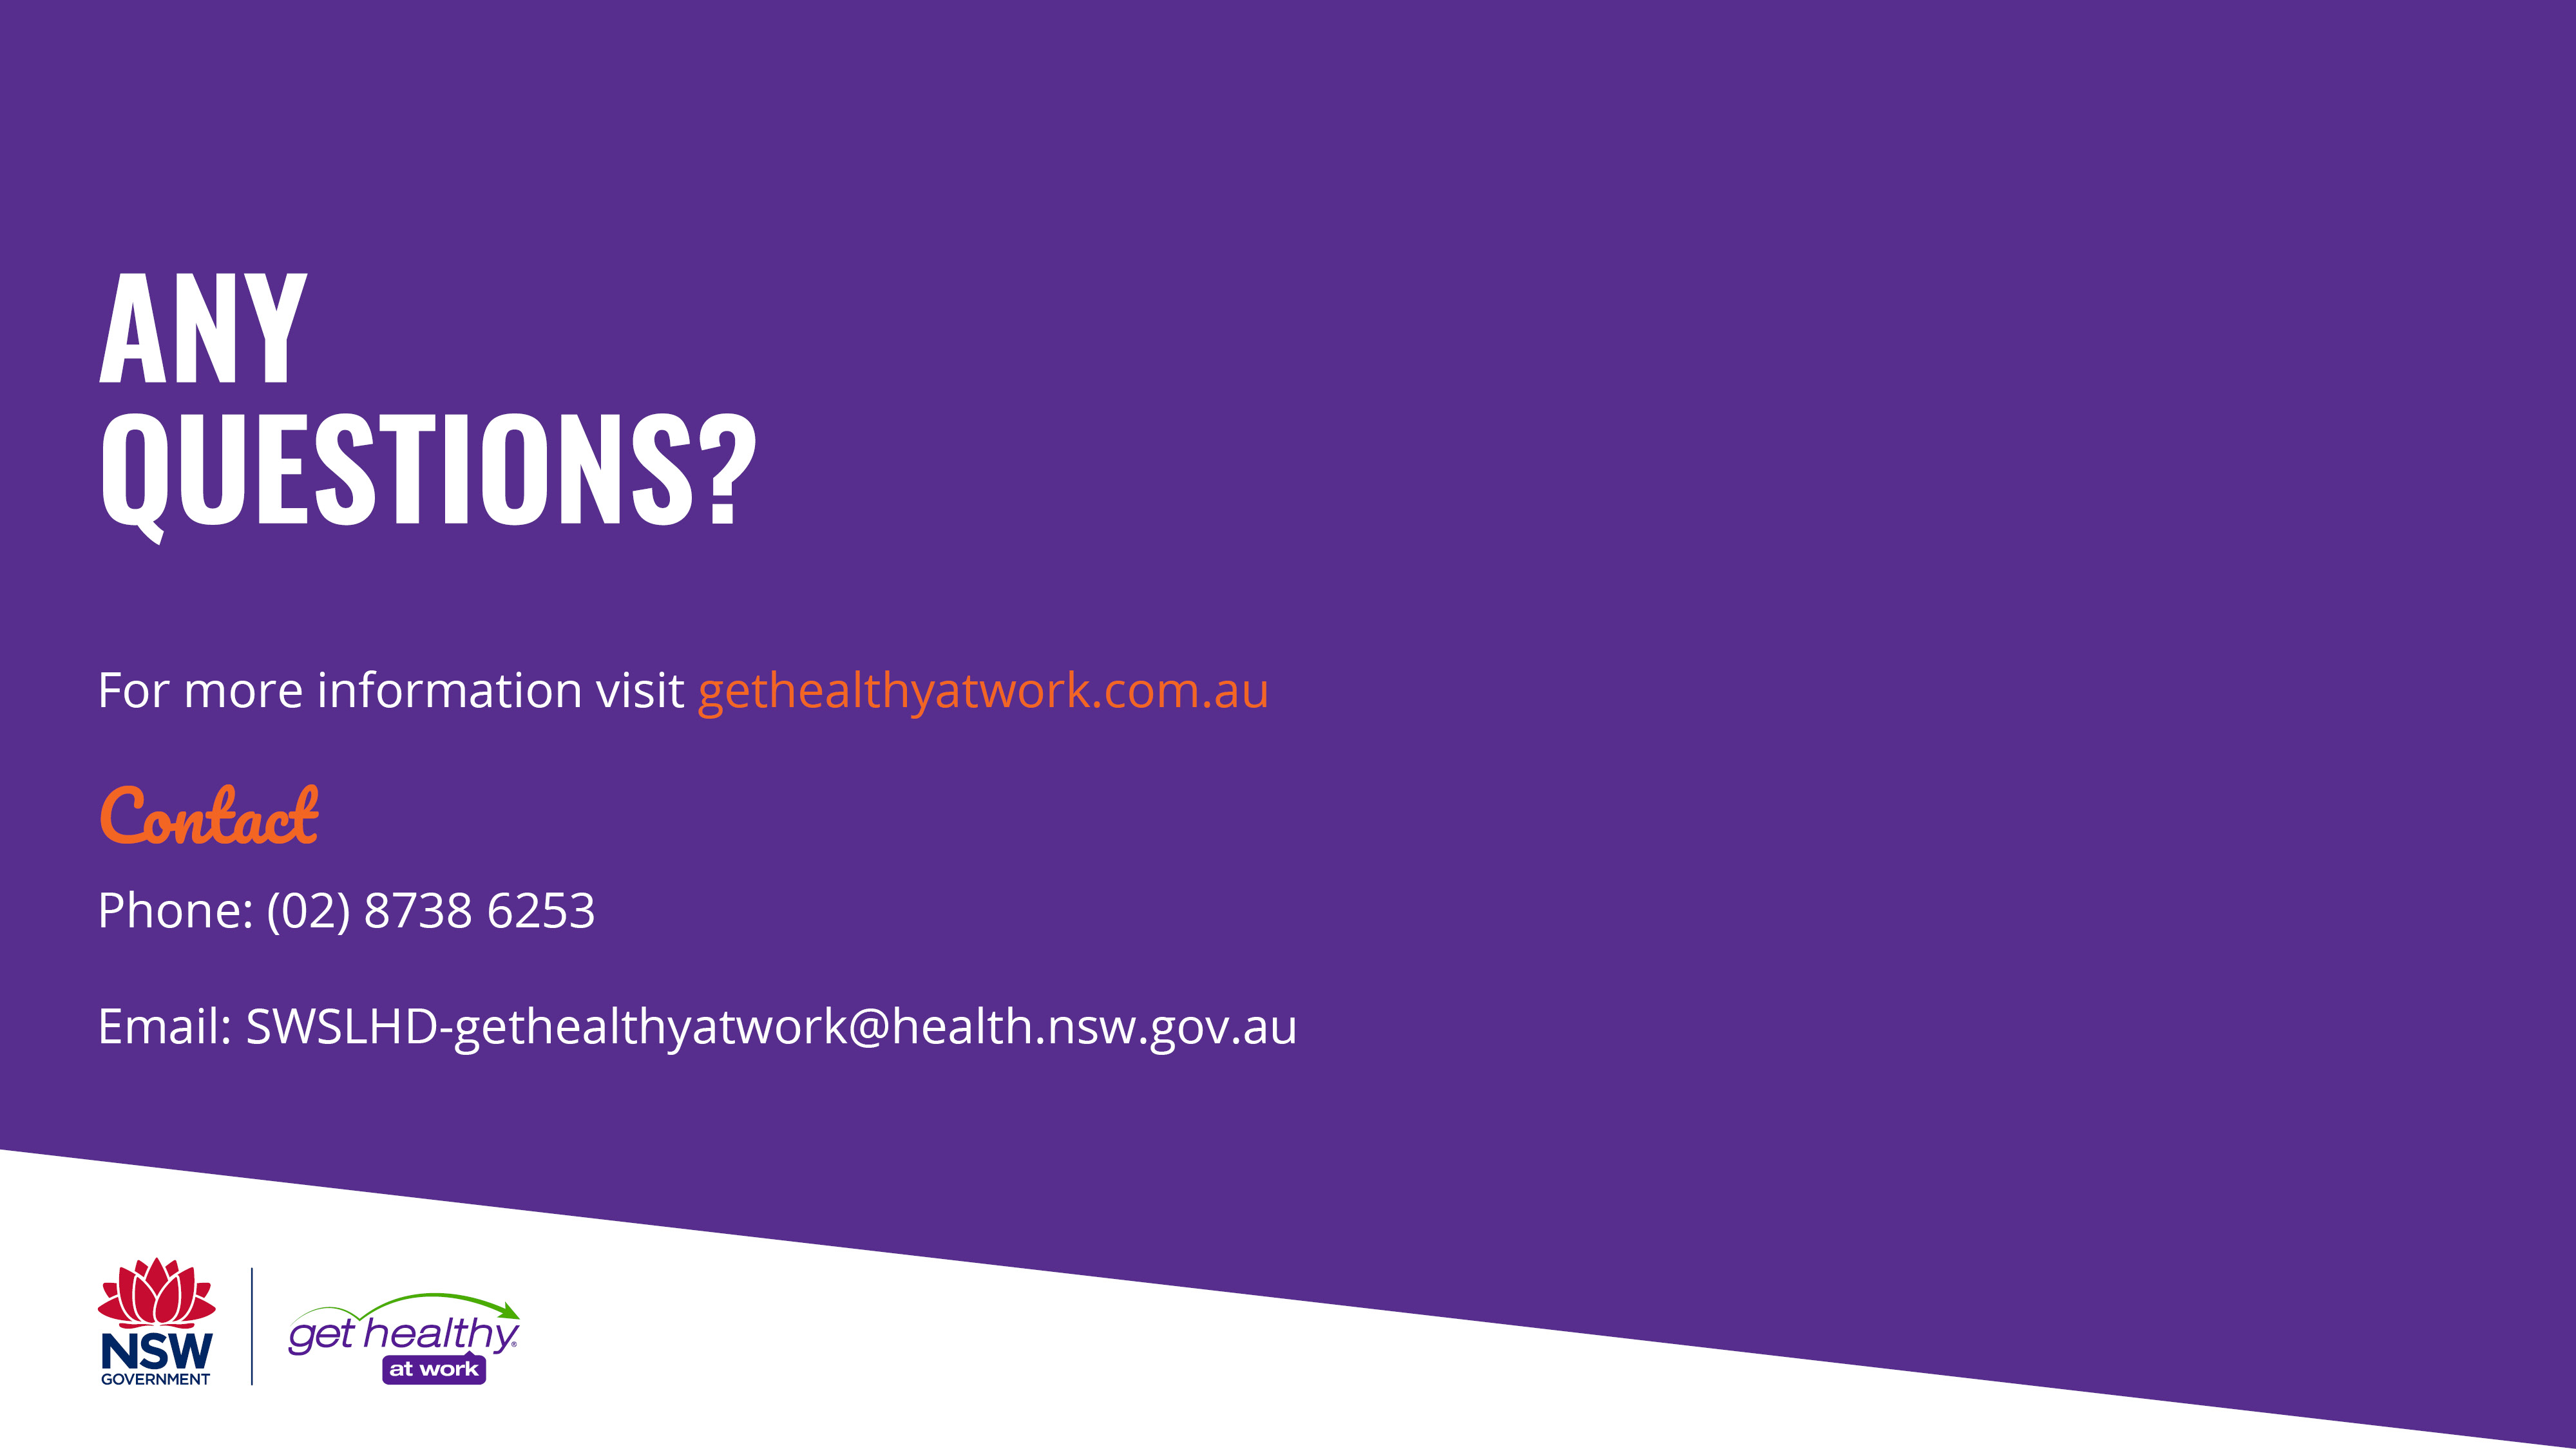 ANY
QUESTIONS?
For more information visit gethealthyatwork.com.au
Contact
Phone: (02) 8738 6253
Email: SWSLHD-gethealthyatwork@health.nsw.gov.au
NSW
GOVERNMENT
get healthy®
at work